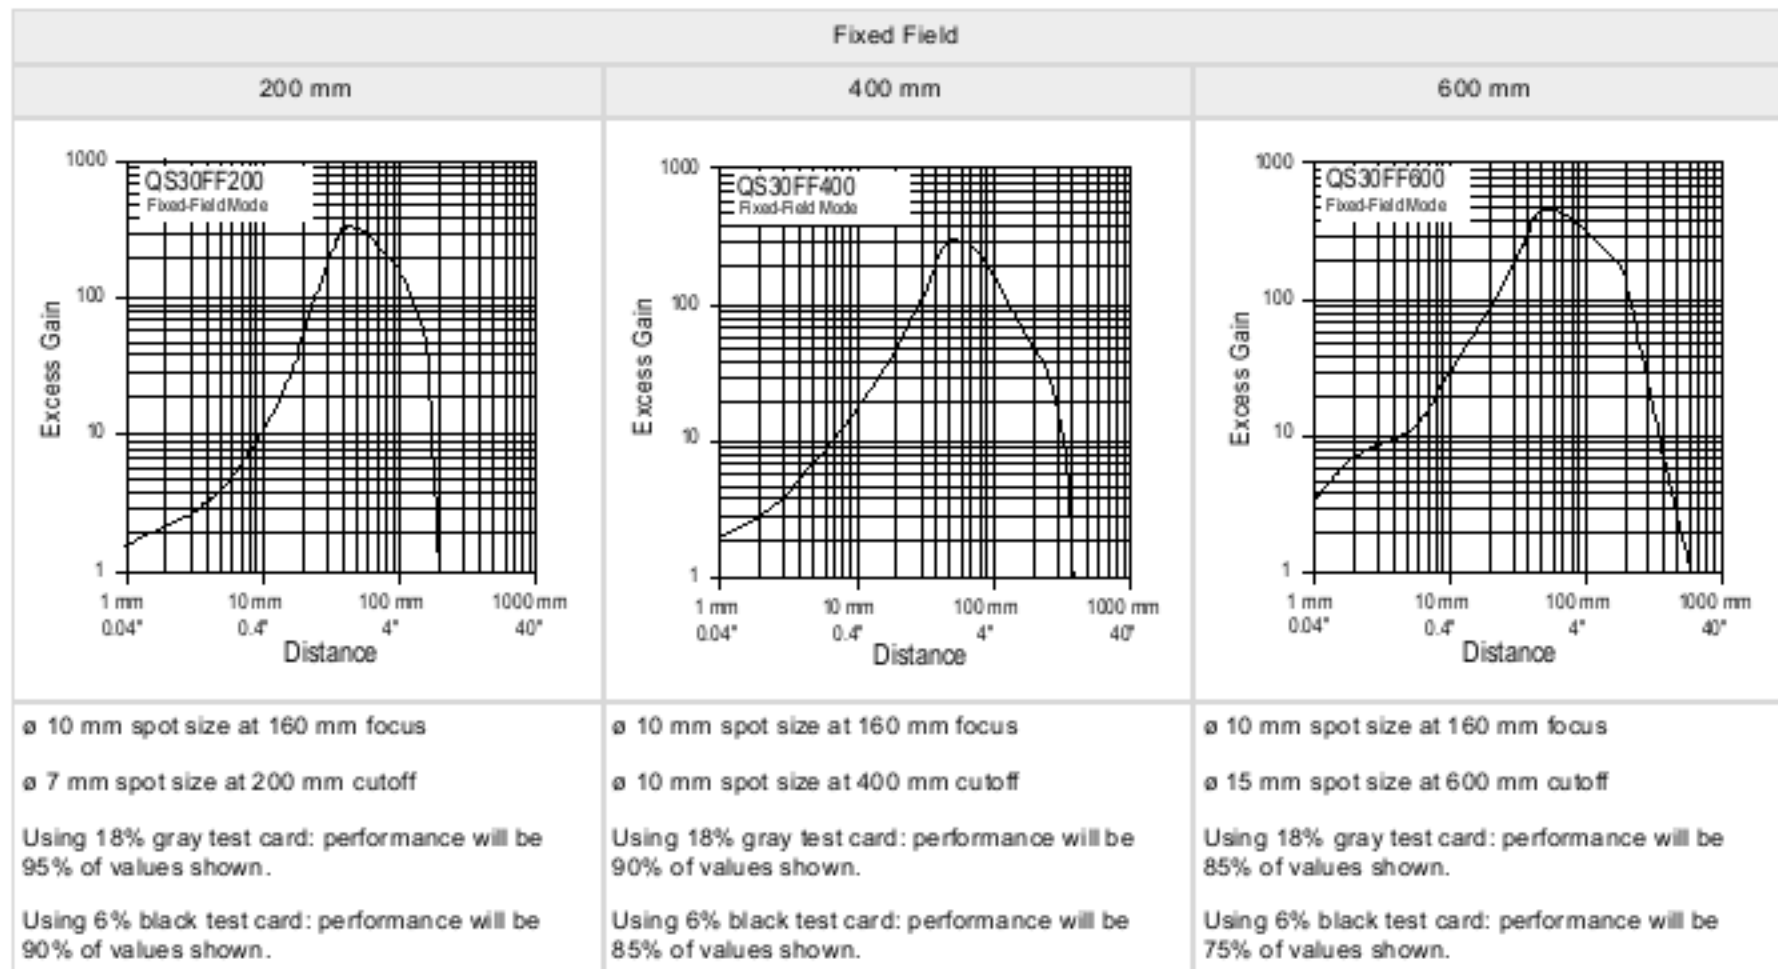 Fixed Field
200 mm
400 mm
600 mm
1000
QS30FF200
Fixed-Field Mode
100
10
1
Excess Gain
1 mm
10 mm
100 mm
1000 mm
0.04"
0.4"
4"
40"
Distance
1000
QS30FF400
Fixed-Field Mode
100
10
1
Excess Gain
1 mm
10 mm
100 mm
1000 mm
0.04"
0.4"
4"
40"
Distance
1000
QS30FF600
Fixed-Field Mode
100
10
1
Excess Gain
1 mm
10 mm
100 mm
1000 mm
0.04"
0.4"
4"
40"
Distance
ø 10 mm spot size at 160 mm focus
ø 7 mm spot size at 200 mm cutoff
Using 18% gray test card: performance will be
95% of values shown.
Using 6% black test card: performance will be
90% of values shown.
ø 10 mm spot size at 160 mm focus
ø 10 mm spot size at 400 mm cutoff
Using 18% gray test card: performance will be
90% of values shown.
Using 6% black test card: performance will be
85% of values shown.
ø 10 mm spot size at 160 mm focus
ø 15 mm spot size at 600 mm cutoff
Using 18% gray test card: performance will be
85% of values shown.
Using 6% black test card: performance will be
75% of values shown.